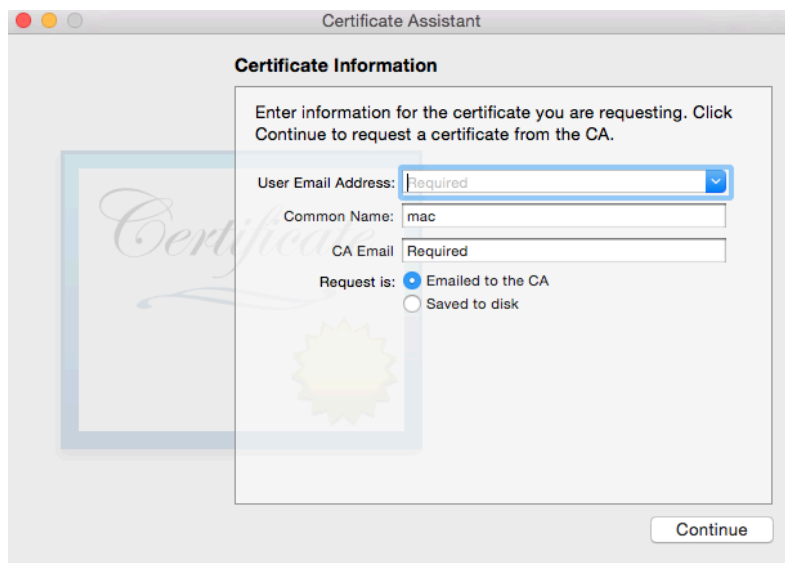 Certificate Assistant
Certificate Information
Enter information for the certificate you are requesting. Click
Continue to request a certificate from the CA.
User Email Address: Required
Common Name: mac
CA Email Required
Request is: Emailed to the CA
Saved to disk
Certificate
Continue